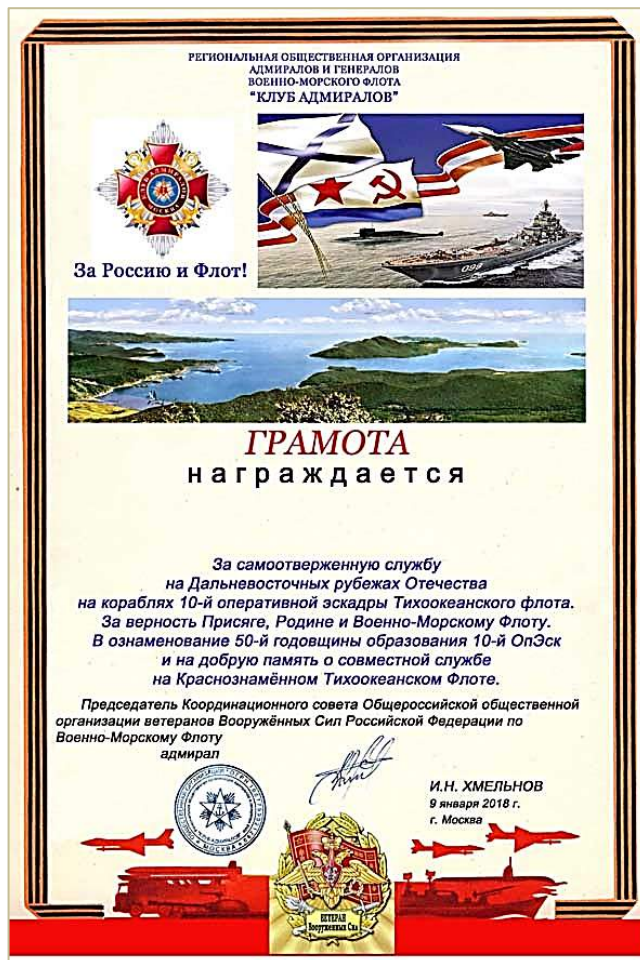 РЕГИОНАЛЬНАЯ ОБЩЕСТВЕННАЯ ОРГАНИЗАЦИЯ
АДМИРАЛОВ И ГЕНЕРАЛОВ
ВОЕННО-МОРСКОГО ФЛОТА
"КЛУБ АДМИРАЛОВ"
За Россию и Флот!
099
ГРАМОТА
награждается
За самоотверженную службу
на Дальневосточных рубежах Отечества
на кораблях 10-й оперативной эскадры Тихоокеанского флота.
За верность Присяге, Родине и Военно-Морскому Флоту.
В ознаменование 50-й годовщины образования 10-й ОпЭск
и на добрую память о совместной службе
на Краснознамённом Тихоокеанском Флоте.
Председатель Координационного совета Общероссийской общественной
организации ветеранов Вооружённых Сил Российской Федерации по
Военно-Морскому Флоту
адмирал
И.Н. ХМЕЛЬНОВ
9 января 2018 г.
г. Москва
МОСКВА
ВЕТЕРАН
Вооруженных Сил